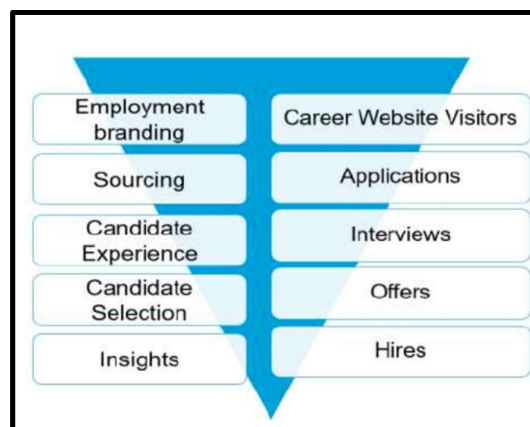 Employment
branding
Career Website Visitors
Sourcing
Applications
Candidate
Experience
Interviews
Candidate
Selection
Offers
Insights
Hires